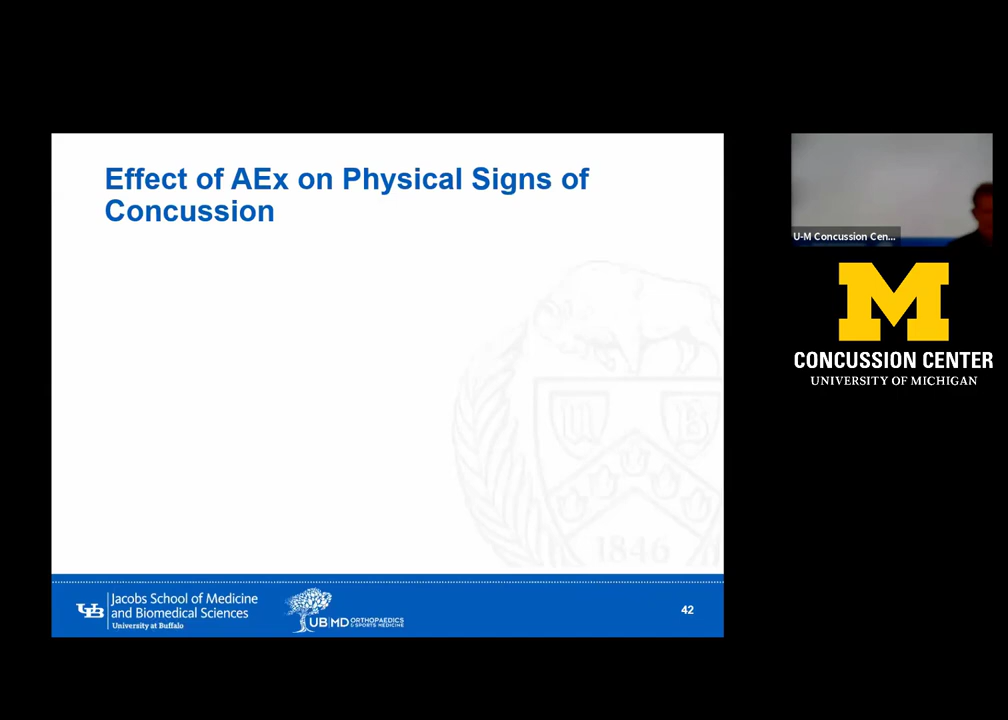 Effect of AEx on Physical Signs of
Concussion
U-M Concussion Cen...
CONCUSSION CENTER
UNIVERSITY OF MICHIGAN
1846
UB
Jacobs School of Medicine
and Biomedical Sciences
University at Buffalo
UB|MD ORTHOPAEDICS
& SPORTS MEDICINE
42